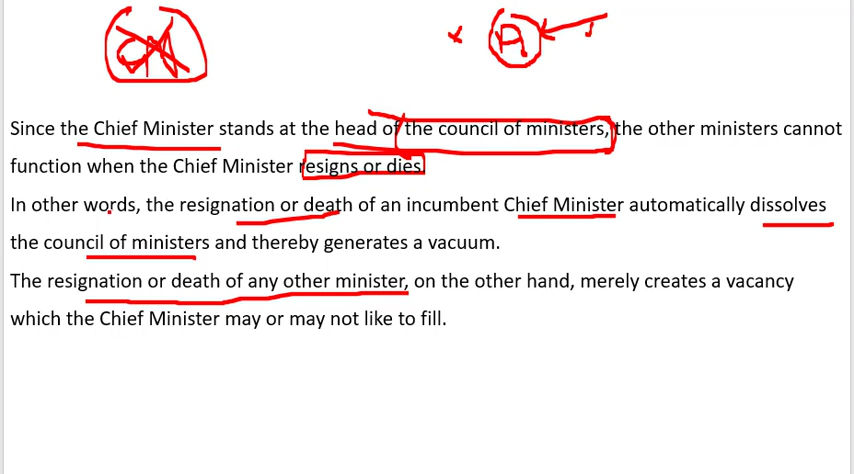 CM
A
Since the Chief Minister stands at the head of the council of ministers, the other ministers cannot
function when the Chief Minister resigns or dies.
In other words, the resignation or death of an incumbent Chief Minister automatically dissolves
the council of ministers and thereby generates a vacuum.
The resignation or death of any other minister, on the other hand, merely creates a vacancy
which the Chief Minister may or may not like to fill.